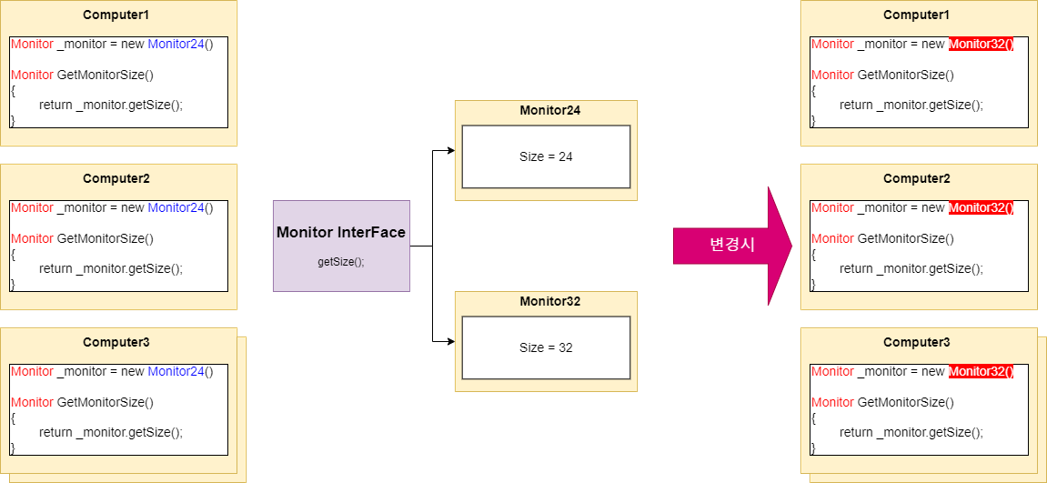 Computer1
Monitor _monitor = new Monitor24()
Monitor GetMonitorSize()
{
return _monitor.getSize();
}
Computer2
Monitor _monitor = new Monitor24()
Monitor GetMonitorSize()
{
return _monitor.getSize();
}
Computer3
Monitor _monitor = new Monitor24()
Monitor GetMonitorSize()
{
return _monitor.getSize();
}
Monitor InterFace
getSize();
Monitor24
Size = 24
Monitor32
Size = 32
변경시
Computer1
Monitor _monitor = new Monitor32()
Monitor GetMonitorSize()
{
return _monitor.getSize();
}
Computer2
Monitor _monitor = new Monitor32()
Monitor GetMonitorSize()
{
return _monitor.getSize();
}
Computer3
Monitor _monitor = new Monitor32()
Monitor GetMonitorSize()
{
return _monitor.getSize();
}